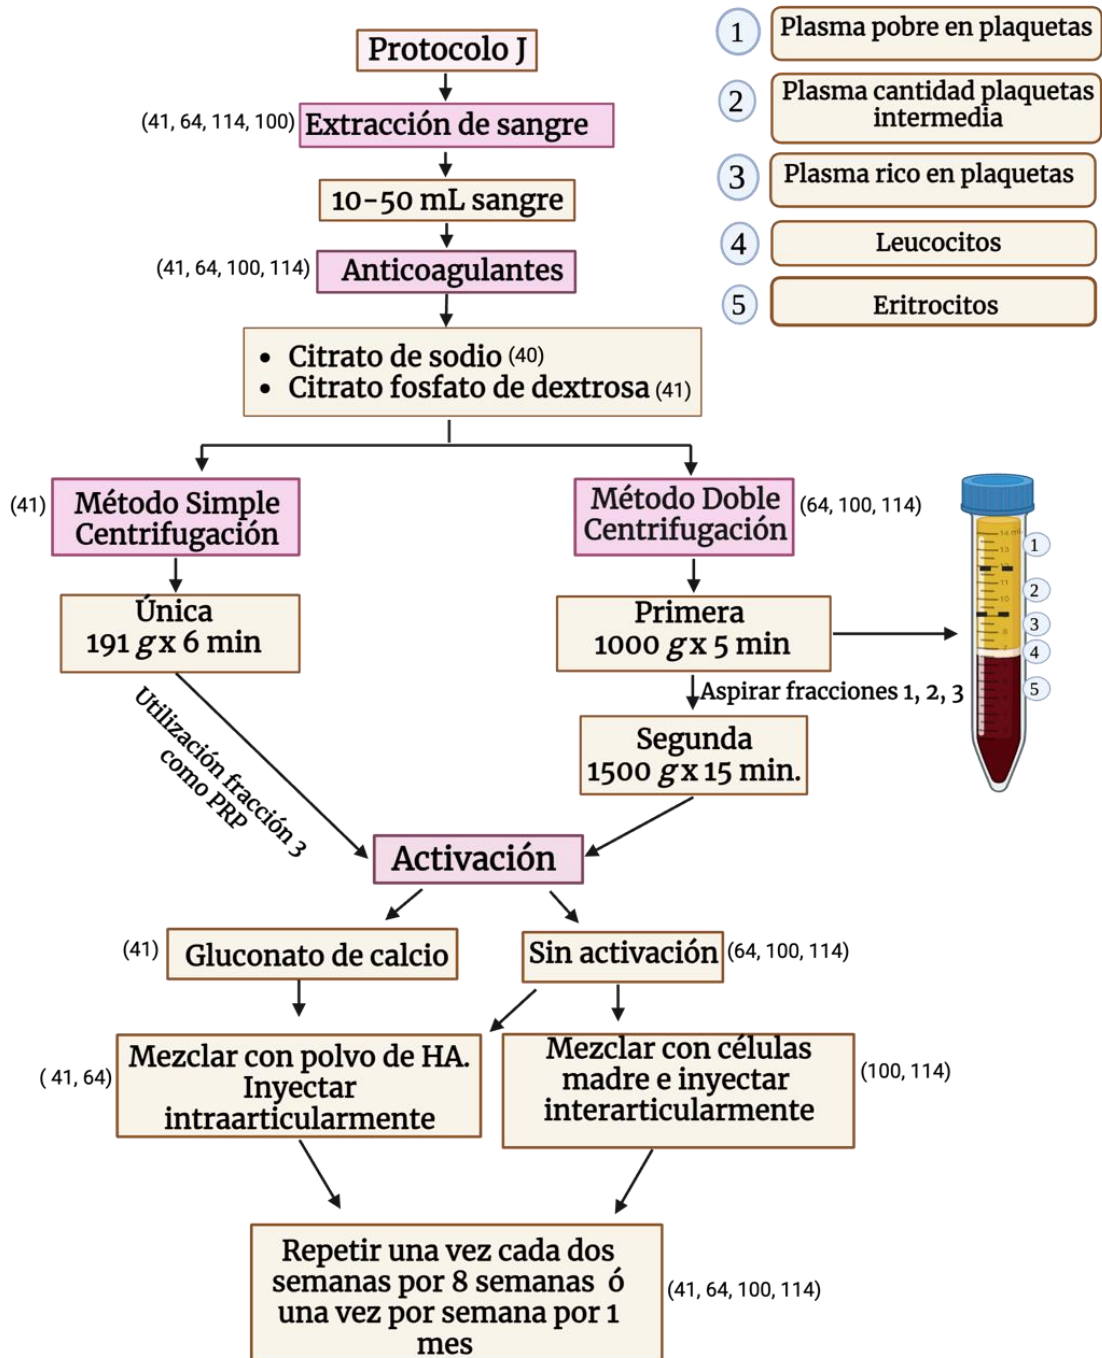 Protocolo J
(41, 64, 114, 100)
Extracción de sangre
10-50 mL sangre
(41, 64, 100, 114)
Anticoagulantes
• Citrato de sodio (40)
• Citrato fosfato de dextrosa (41)
1
Plasma pobre en plaquetas
2
Plasma cantidad plaquetas
intermedia
3
Plasma rico en plaquetas
4
Leucocitos
5
Eritrocitos
(41)
Método Simple
Centrifugación
Única
191 g x 6 min
Utilización fracción 3
como PRP
Método Doble
Centrifugación
(64, 100, 114)
Primera
1000 g x 5 min
Aspirar fracciones 1, 2, 3
Segunda
1500 g x 15 min.
14 mL
13
11
10
8
1
2
3
4
5
Activación
(41)
Gluconato de calcio
Sin activación
(64, 100, 114)
( 41, 64)
Mezclar con polvo de HA.
Inyectar
intraarticularmente
Mezclar con células
madre e inyectar
interarticularmente
(100, 114)
Repetir una vez cada dos
semanas por 8 semanas ó
una vez por semana por 1
mes
(41, 64, 100, 114)